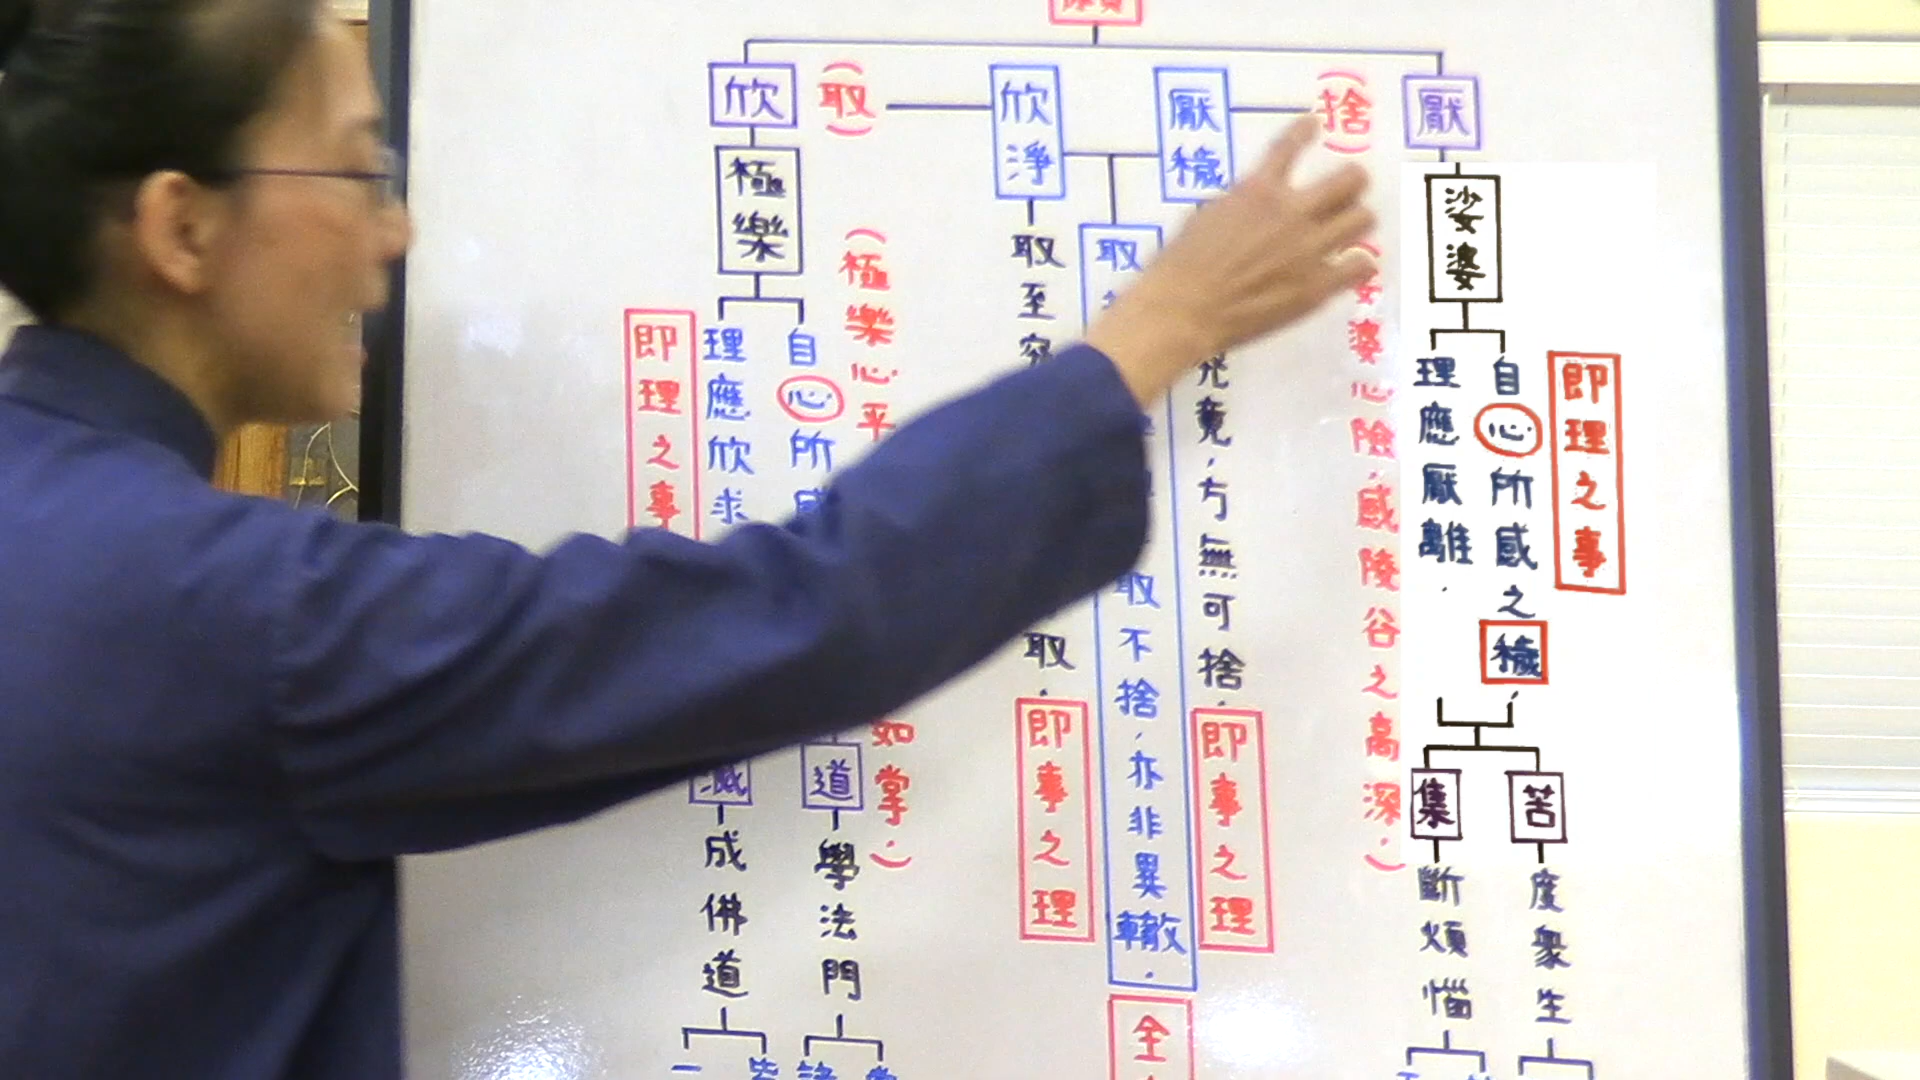 厭
娑婆
自心所感之穢，
理應厭離．
即理之事
苦
度眾生
集
斷煩惱
(捨)
婆心險，感陵谷之高深．)
厭穢
竟，方無可捨．
即事之理
取
取不捨，亦非異轍．
全
欣淨
取至
取．
即事之理
(取)
(極樂心平
如掌．)
欣
極樂
自心所感
理應欣求
即理之事
道
學法門
滅
成佛道